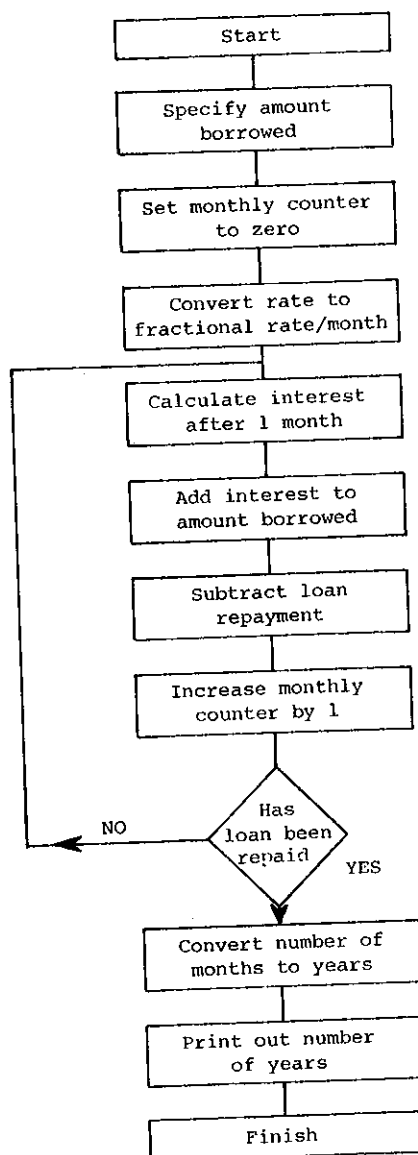 Start
Specify amount
borrowed
Set monthly counter
to zero
Convert rate to
fractional rate/month
Calculate interest
after 1 month
Add interest to
amount borrowed
Subtract loan
repayment
Increase monthly
counter by 1
Has
loan been
repaid
NO
YES
Convert number of
months to years
Print out number
of years
Finish